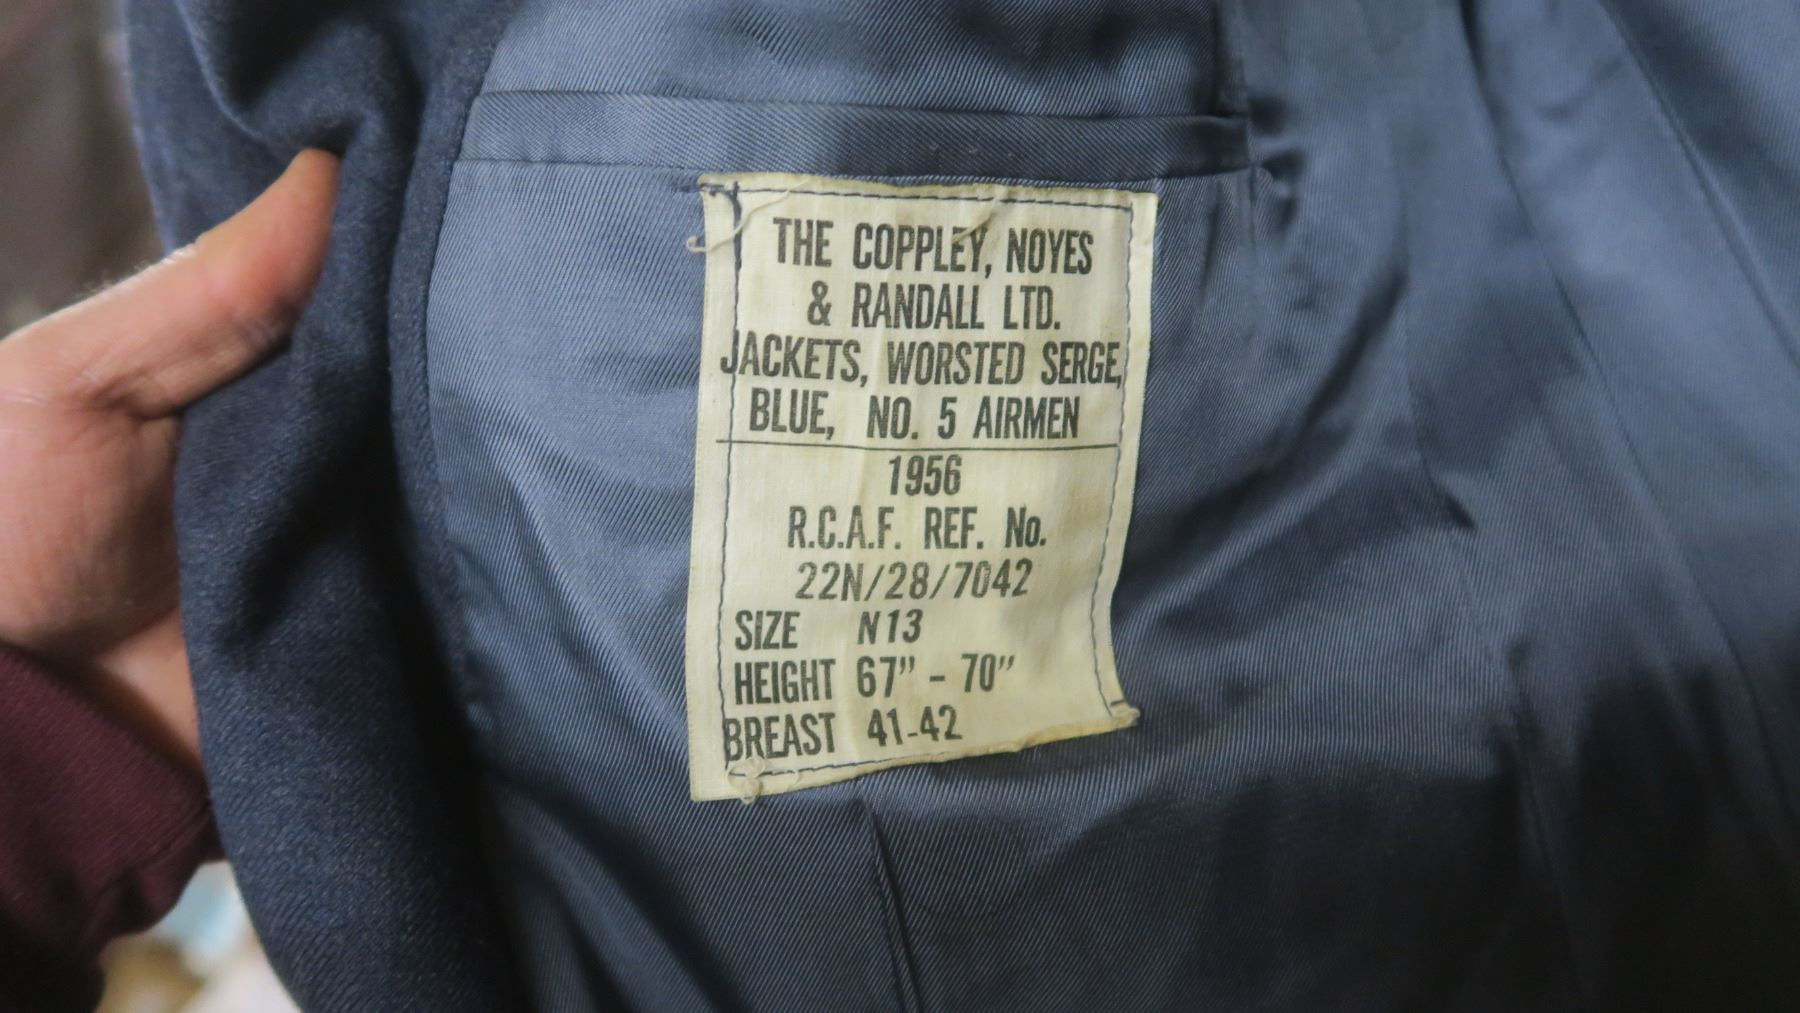 THE COPPLEY, NOYES
& RANDALL LTD.
JACKETS, WORSTED SERGE,
BLUE, NO. 5 AIRMEN
1956
R.C.A.F. REF. No.
22N/28/7042
SIZE N13
HEIGHT 67" - 70"
BREAST 41-42